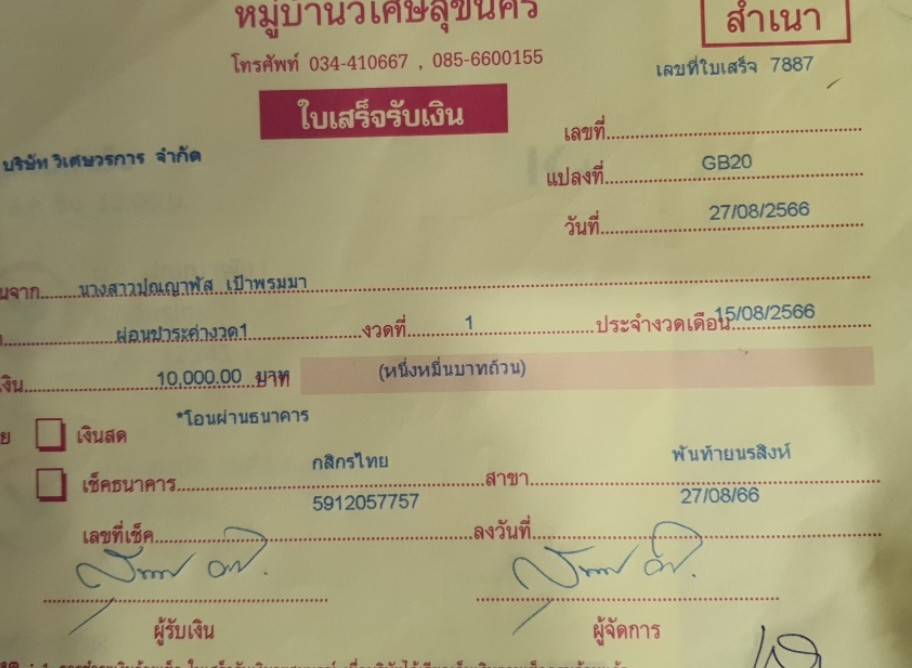 หมู่บ้านวิเศษสุขนคร
สำเนา
โทรศัพท์ 034-410667 , 085-6600155
เลขที่ใบเสร็จ 7887
ใบเสร็จรับเงิน
เลขที่
บริษัท วิเศษวรการ จำกัด
แปลงที่ GB20
วันที่ 27/08/2566
นจาก นางสาวปุณญาพัส เป้าพรมมา
ผ่อนชำระค่างวด1 งวดที่ 1 ประจำงวดเดือน 15/08/2566
งิน 10,000.00 บาท (หนึ่งหมื่นบาทถ้วน)
ย เงินสด *โอนผ่านธนาคาร
เช็คธนาคาร กสิกรไทย สาขา พันท้ายนรสิงห์
เลขที่เช็ค 5912057757 ลงวันที่ 27/08/66
ผู้รับเงิน ผู้จัดการ